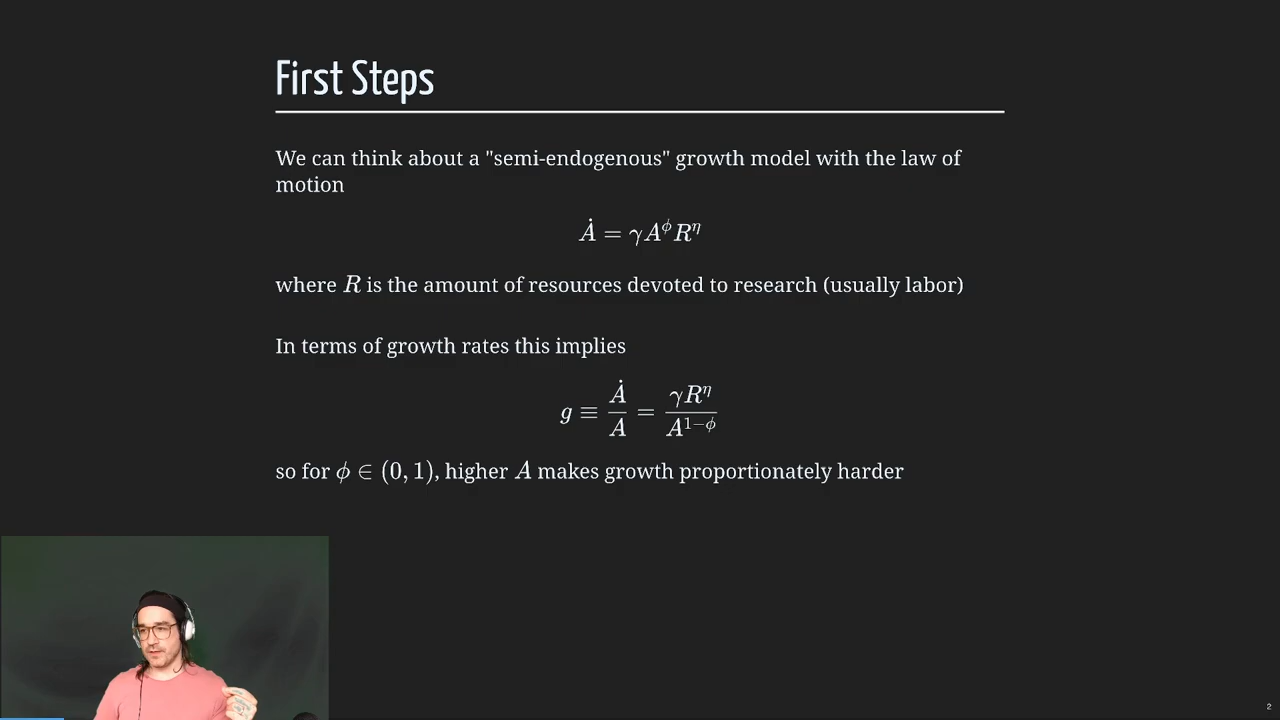 First Steps
We can think about a "semi-endogenous" growth model with the law of
motion
Ȧ = γA^ϕR^η
where R is the amount of resources devoted to research (usually labor)
In terms of growth rates this implies
g ≡ Ȧ/A = γR^η/A^{1−ϕ}
so for ϕ ∈ (0, 1), higher A makes growth proportionately harder
2